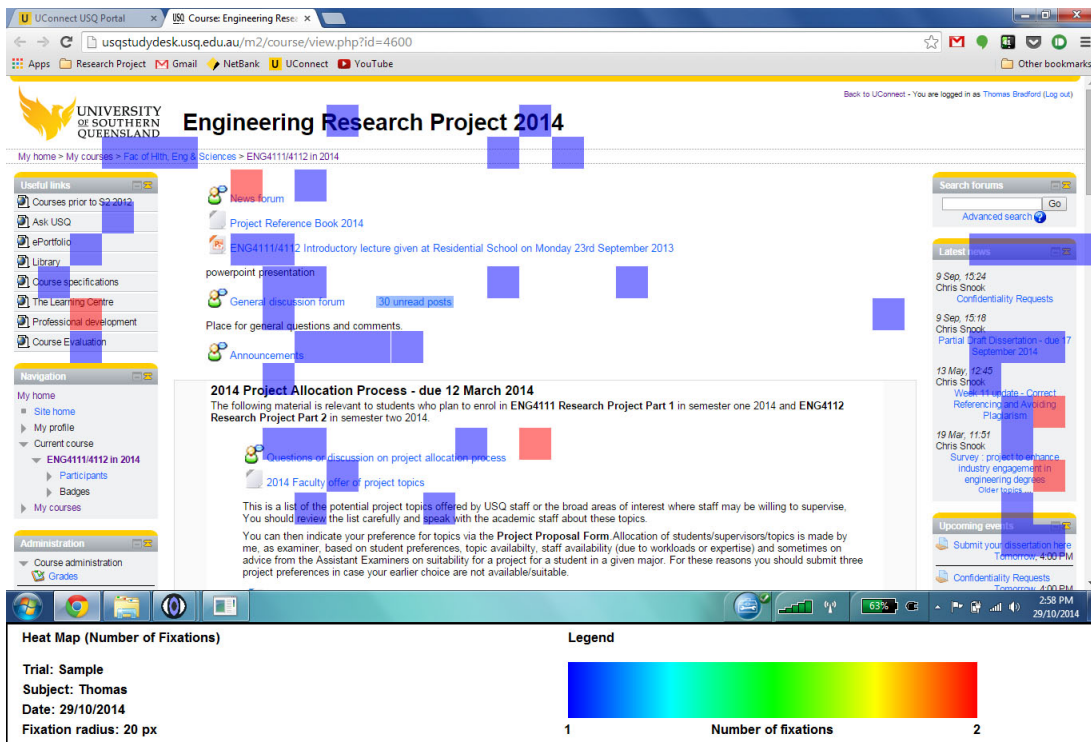 UConnect USQ Portal
USQ Course: Engineering Resea
usqstudydesk.usq.edu.au/m2/course/view.php?id=4600
Apps Research Project Gmail NetBank UConnect YouTube Other bookmarks
Back to UConnect - You are logged in as Thomas Bradford (Log out)
UNIVERSITY
OF SOUTHERN
QUEENSLAND
Engineering Research Project 2014
My home > My courses > Fac of Hlth, Eng & Sciences > ENG4111/4112 in 2014
Useful links
Courses prior to S2 2012
Ask USQ
ePortfolio
Library
Course specifications
The Learning Centre
Professional development
Course Evaluation
Navigation
My home
Site home
My profile
Current course
ENG4111/4112 in 2014
Participants
Badges
My courses
Administration
Course administration
Grades
News forum
Project Reference Book 2014
ENG4111/4112 Introductory lecture given at Residential School on Monday 23rd September 2013
powerpoint presentation
General discussion forum 30 unread posts
Place for general questions and comments.
Announcements
2014 Project Allocation Process - due 12 March 2014
The following material is relevant to students who plan to enrol in ENG4111 Research Project Part 1 in semester one 2014 and ENG4112
Research Project Part 2 in semester two 2014.
Questions or discussion on project allocation process
2014 Faculty offer of project topics
This is a list of the potential project topics offered by USQ staff or the broad areas of interest where staff may be willing to supervise,
You should review the list carefully and speak with the academic staff about these topics.
You can then indicate your preference for topics via the Project Proposal Form.Allocation of students/supervisors/topics is made by
me, as examiner, based on student preferences, topic availabilty, staff availability (due to workloads or expertise) and sometimes on
advice from the Assistant Examiners on suitability for a project for a student in a given major. For these reasons you should submit three
project preferences in case your earlier choice are not available/suitable.
Search forums
Go
Advanced search
Latest news
9 Sep, 15:24
Chris Snook
Confidentiality Requests
9 Sep, 15:18
Chris Snook
Partial Draft Dissertation - due 17
September 2014
13 May, 12:45
Chris Snook
Week 11 update - Correct
Referencing and Avoiding
Plagiarism
19 Mar, 11:51
Chris Snook
Survey : project to enhance
industry engagement in
engineering degrees
Older topics ...
Upcoming events
Submit your dissertation here
Tomorrow, 4:00 PM
Confidentiality Requests
Tomorrow, 4:00 PM
63%
2:58 PM
29/10/2014
Heat Map (Number of Fixations)
Trial: Sample
Subject: Thomas
Date: 29/10/2014
Fixation radius: 20 px
Legend
1 Number of fixations 2